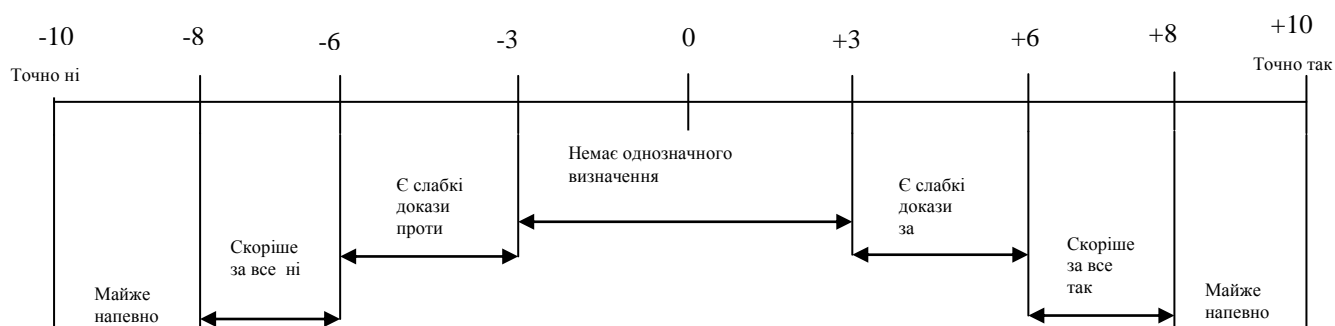 -10 -8 -6 -3 0 +3 +6 +8 +10
Точно ні
Точно так
Немає однозначного
визначення
Є слабкі
докази
проти
Є слабкі
докази
за
Скоріше
за все ні
Скоріше
за все
так
Майже
напевно
Майже
напевно